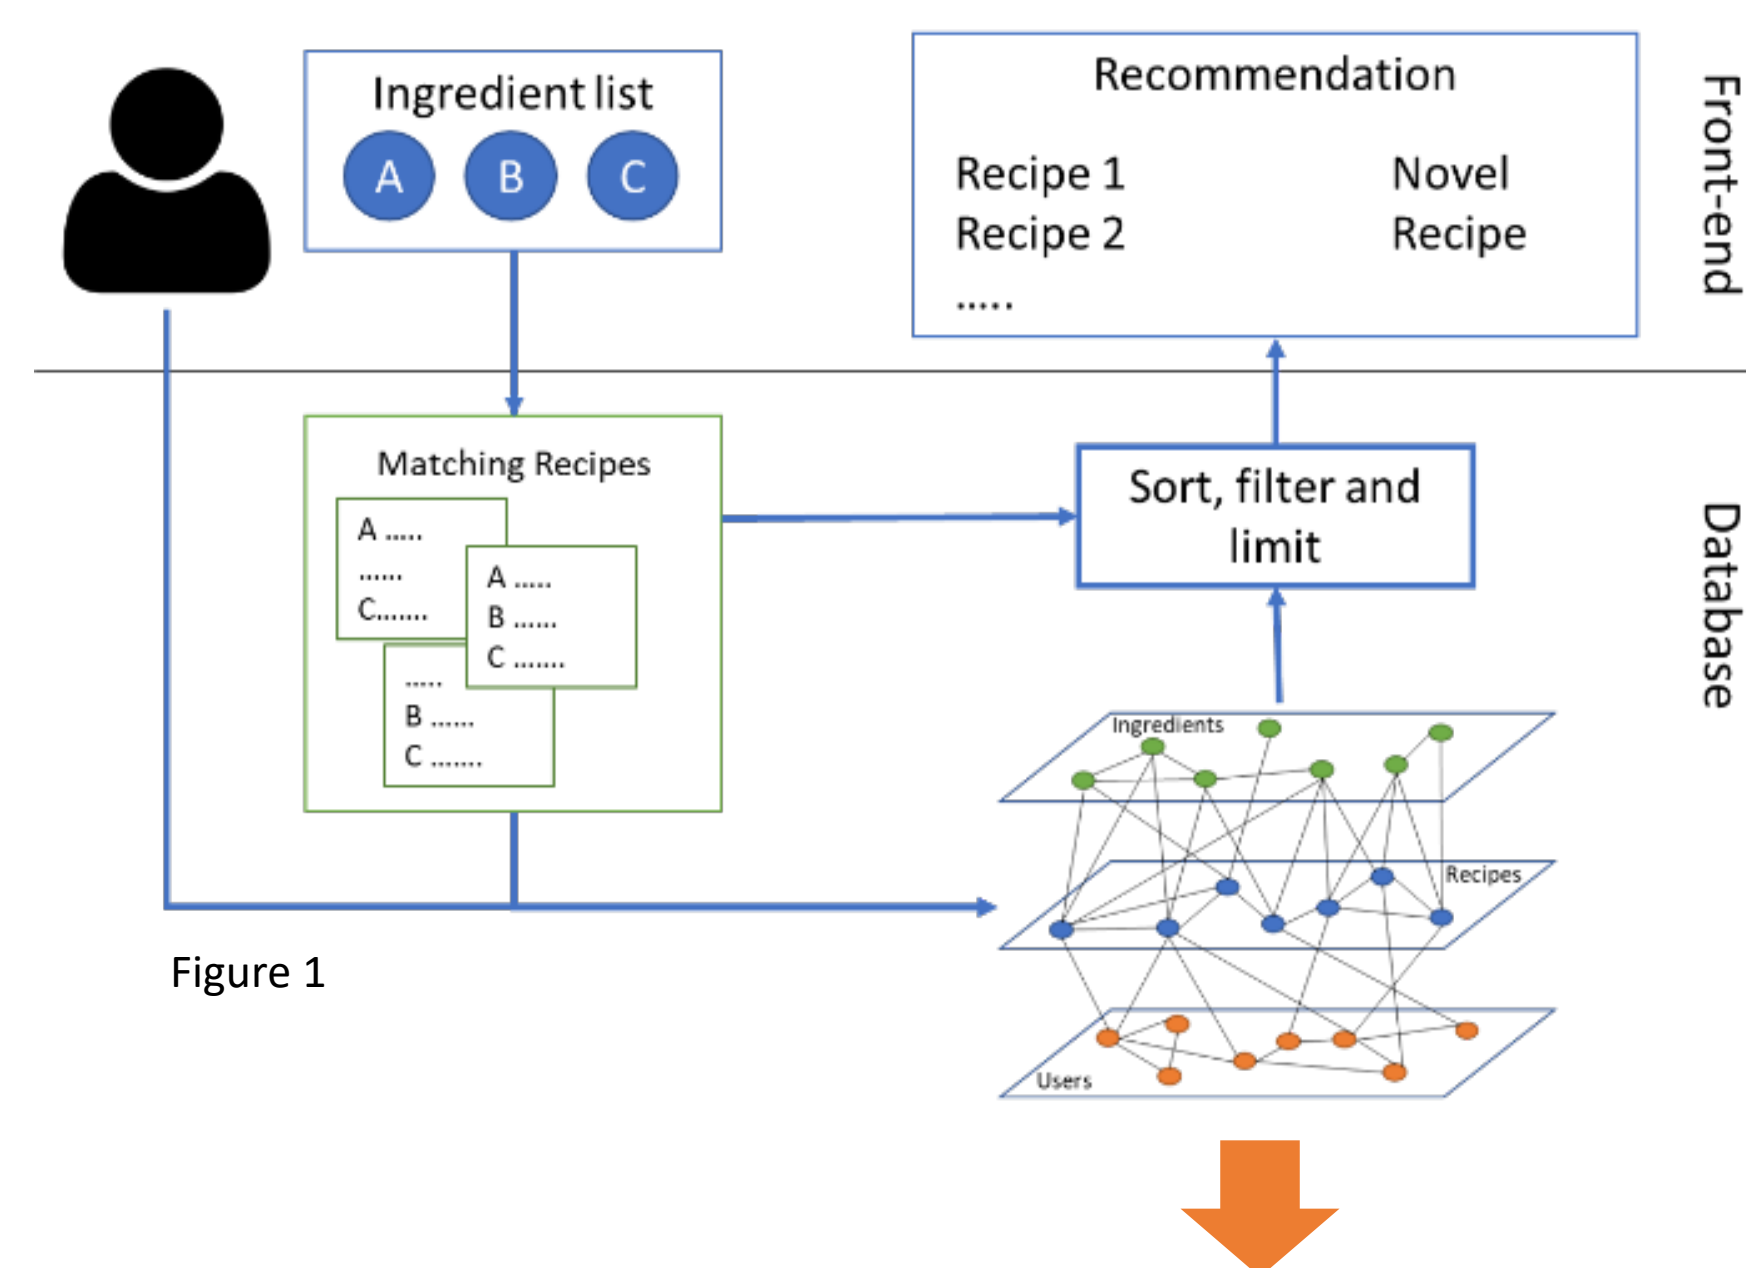 Ingredient list
A B C
Recommendation
Recipe 1 Novel
Recipe 2 Recipe
.....
Front-end
Matching Recipes
A .....
......
C.......
A .....
B ......
C .......
.....
B ......
C .......
Sort, filter and
limit
Database
Ingredients
Recipes
Users
Figure 1